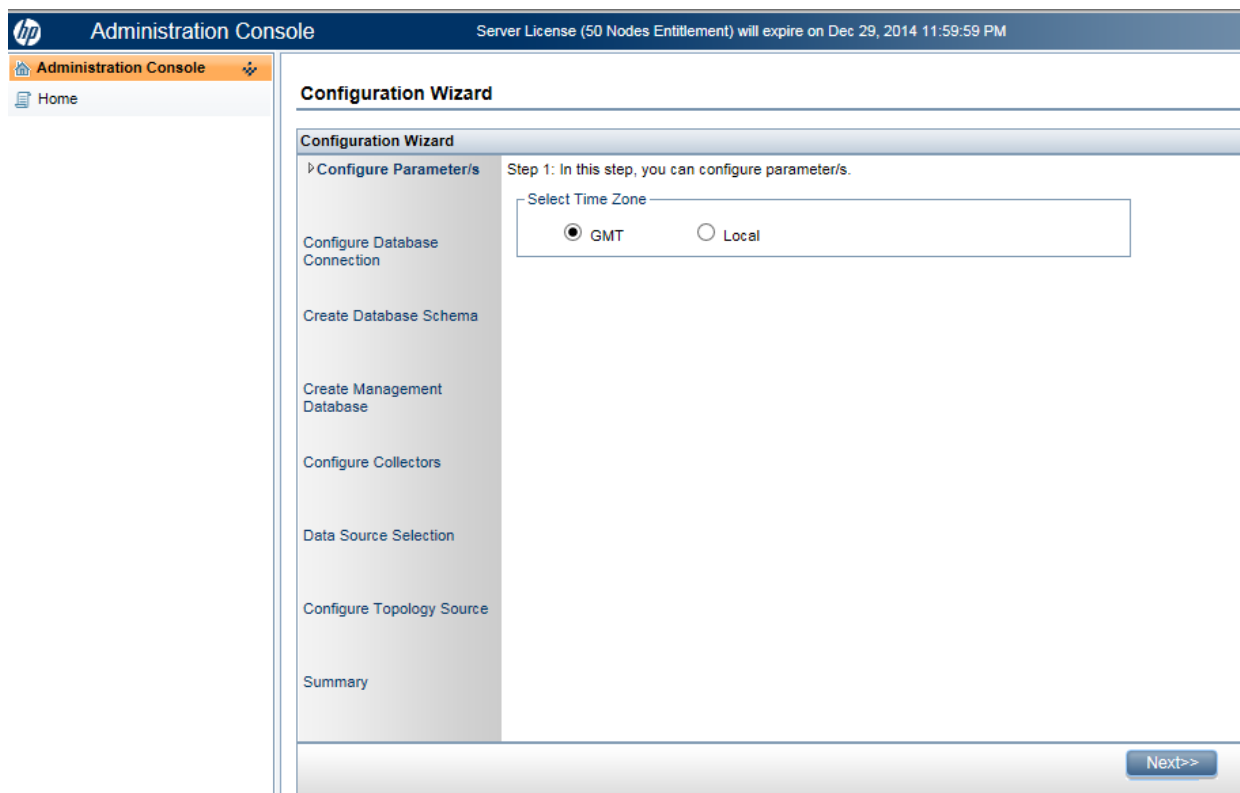 hp
Administration Console
Server License (50 Nodes Entitlement) will expire on Dec 29, 2014 11:59:59 PM
Administration Console
Home
Configuration Wizard
Configuration Wizard
Configure Parameter/s
Step 1: In this step, you can configure parameter/s.
Select Time Zone
GMT Local
Configure Database
Connection
Create Database Schema
Create Management
Database
Configure Collectors
Data Source Selection
Configure Topology Source
Summary
Next>>